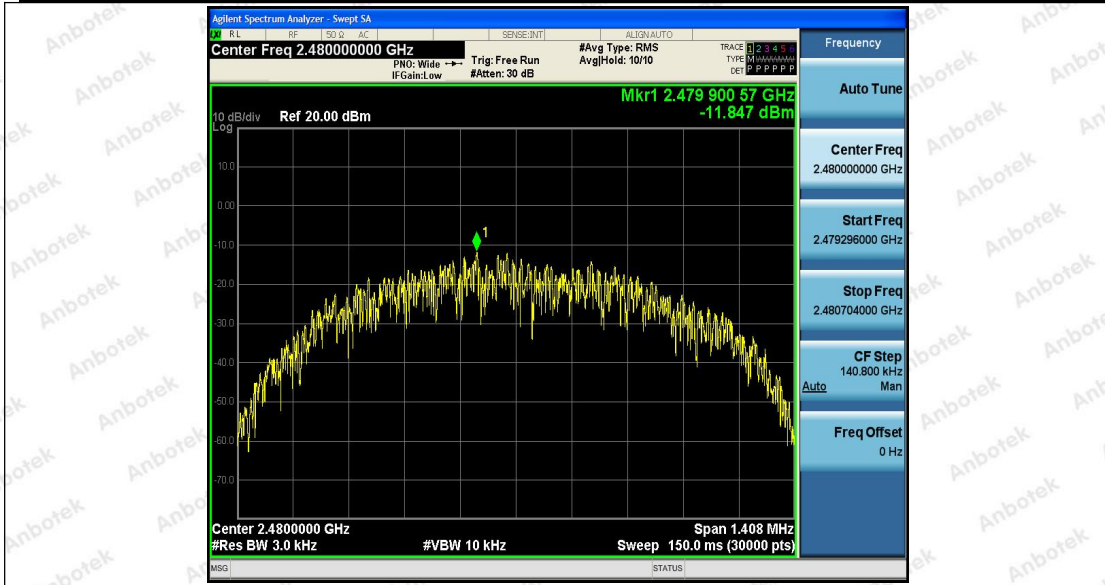 Agilent Spectrum Analyzer - Swept SA
LXI RL RF 50 Ω AC SENSE:INT ALIGNAUTO
Center Freq 2.480000000 GHz
PNO: Wide
IFGain:Low
Trig: Free Run
#Atten: 30 dB
#Avg Type: RMS
Avg|Hold: 10/10
TRACE 1 2 3 4 5 6
TYPE M
DET P P P P P P
Mkr1 2.479 900 57 GHz
-11.847 dBm
10 dB/div Ref 20.00 dBm
Log
10.0
0.00
-10.0
-20.0
-30.0
-40.0
-50.0
-60.0
-70.0
1
Center 2.4800000 GHz Span 1.408 MHz
#Res BW 3.0 kHz #VBW 10 kHz Sweep 150.0 ms (30000 pts)
MSG STATUS
Frequency
Auto Tune
Center Freq
2.480000000 GHz
Start Freq
2.479296000 GHz
Stop Freq
2.480704000 GHz
CF Step
140.800 kHz
Auto Man
Freq Offset
0 Hz
Anbotek